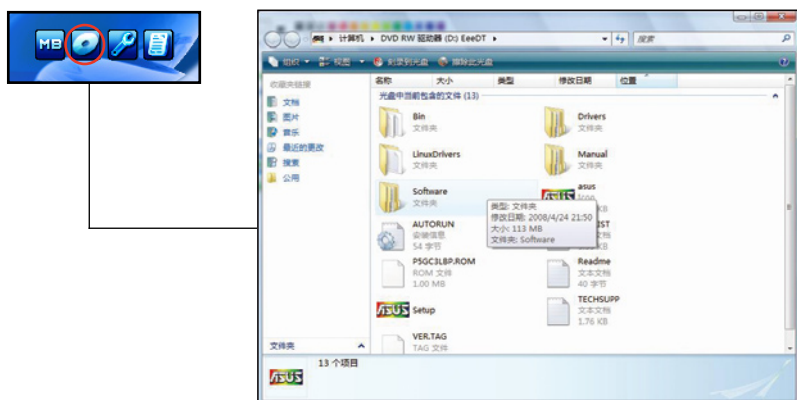 MB
计算机 ▸ DVD RW 驱动器 (D:) EeeDT ▸
搜索
组织 视图 刻录到光盘 擦除此光盘
收藏夹链接
文档
图片
音乐
最近的更改
搜索
公用
文件夹
名称 大小 类型 修改日期 位置
光盘中当前包含的文件 (13)
Bin
文件夹
Drivers
文件夹
LinuxDrivers
文件夹
Manual
文件夹
Software
文件夹
asus
Icon
KB
类型: 文件夹
修改日期: 2008/4/24 21:50
大小: 113 MB
文件夹: Software
AUTORUN
安装信息
54 字节
P5GC3LBP.ROM
ROM 文件
1.00 MB
Readme
文本文档
40 字节
ASUS
Setup
TECHSUPP
文本文档
1.76 KB
VER.TAG
TAG 文件
13 个项目
ASUS